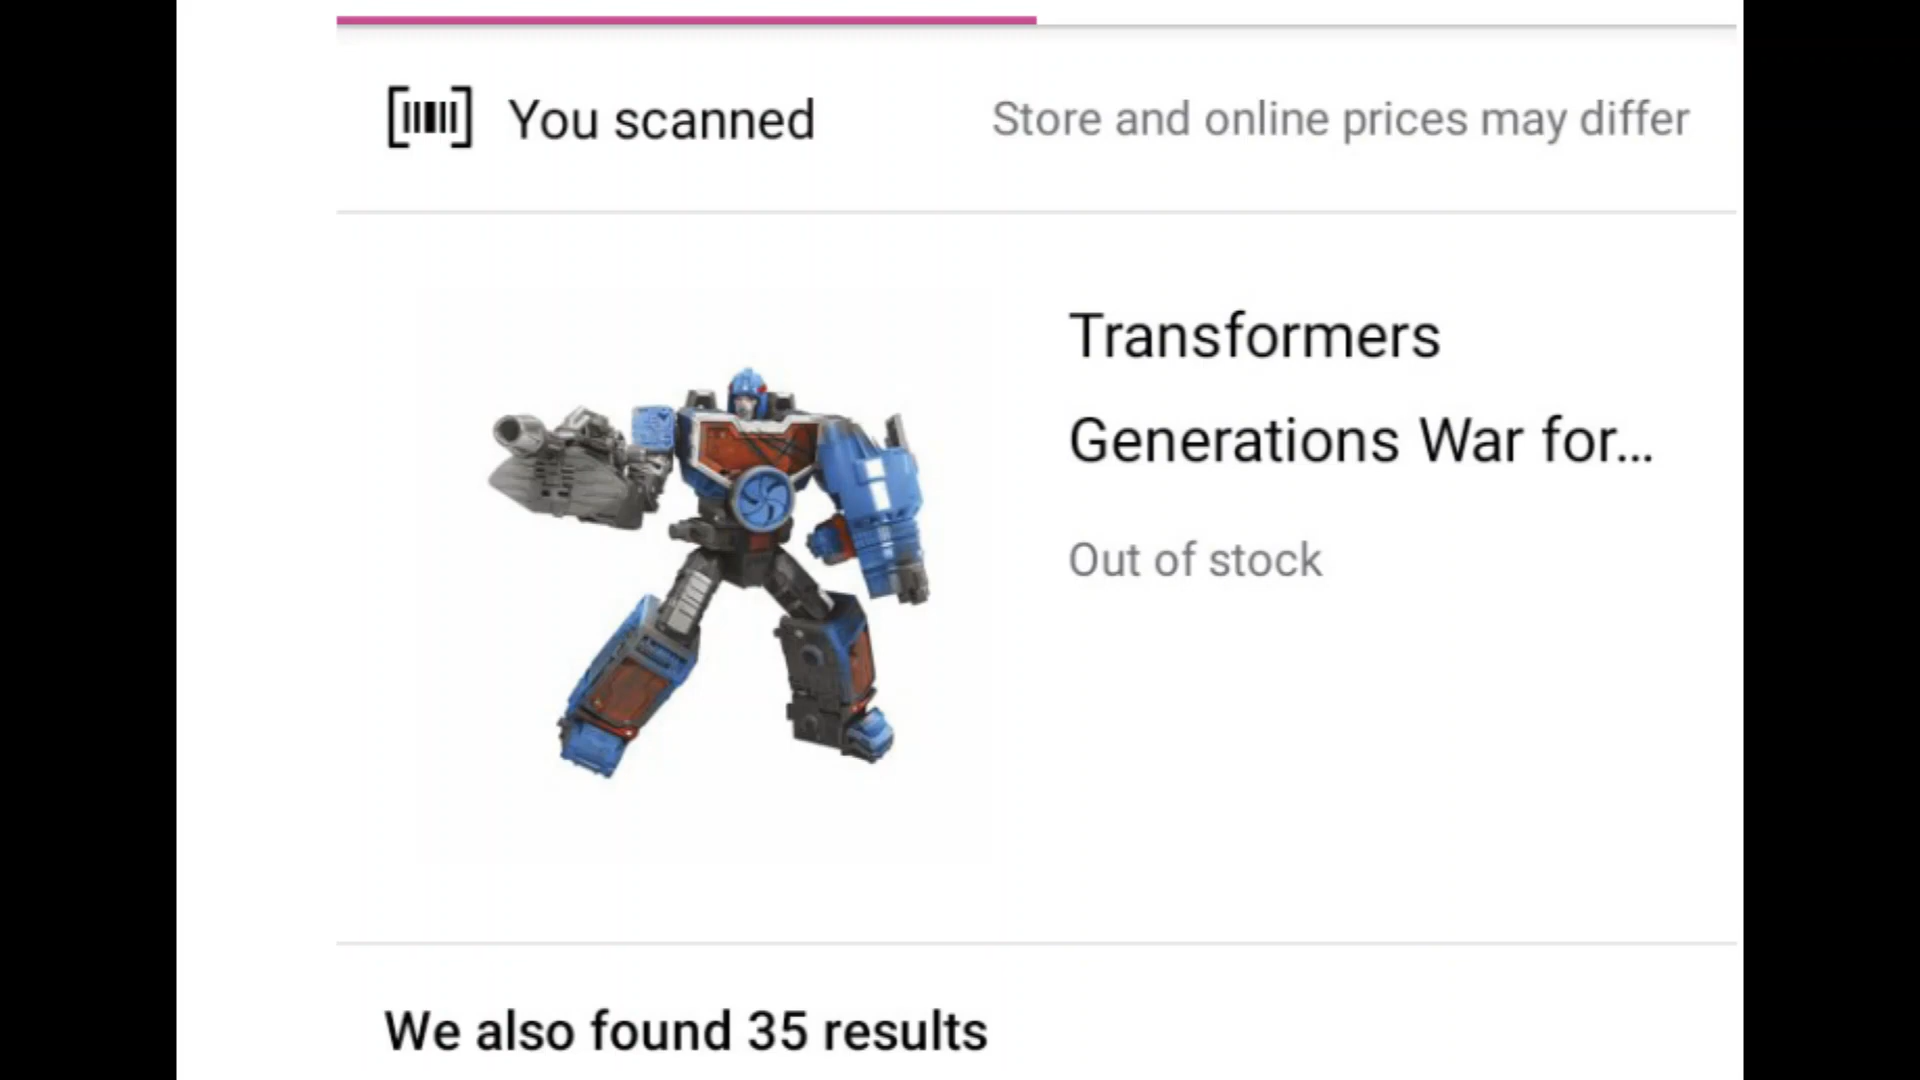 You scanned
Store and online prices may differ
Transformers
Generations War for...
Out of stock
We also found 35 results